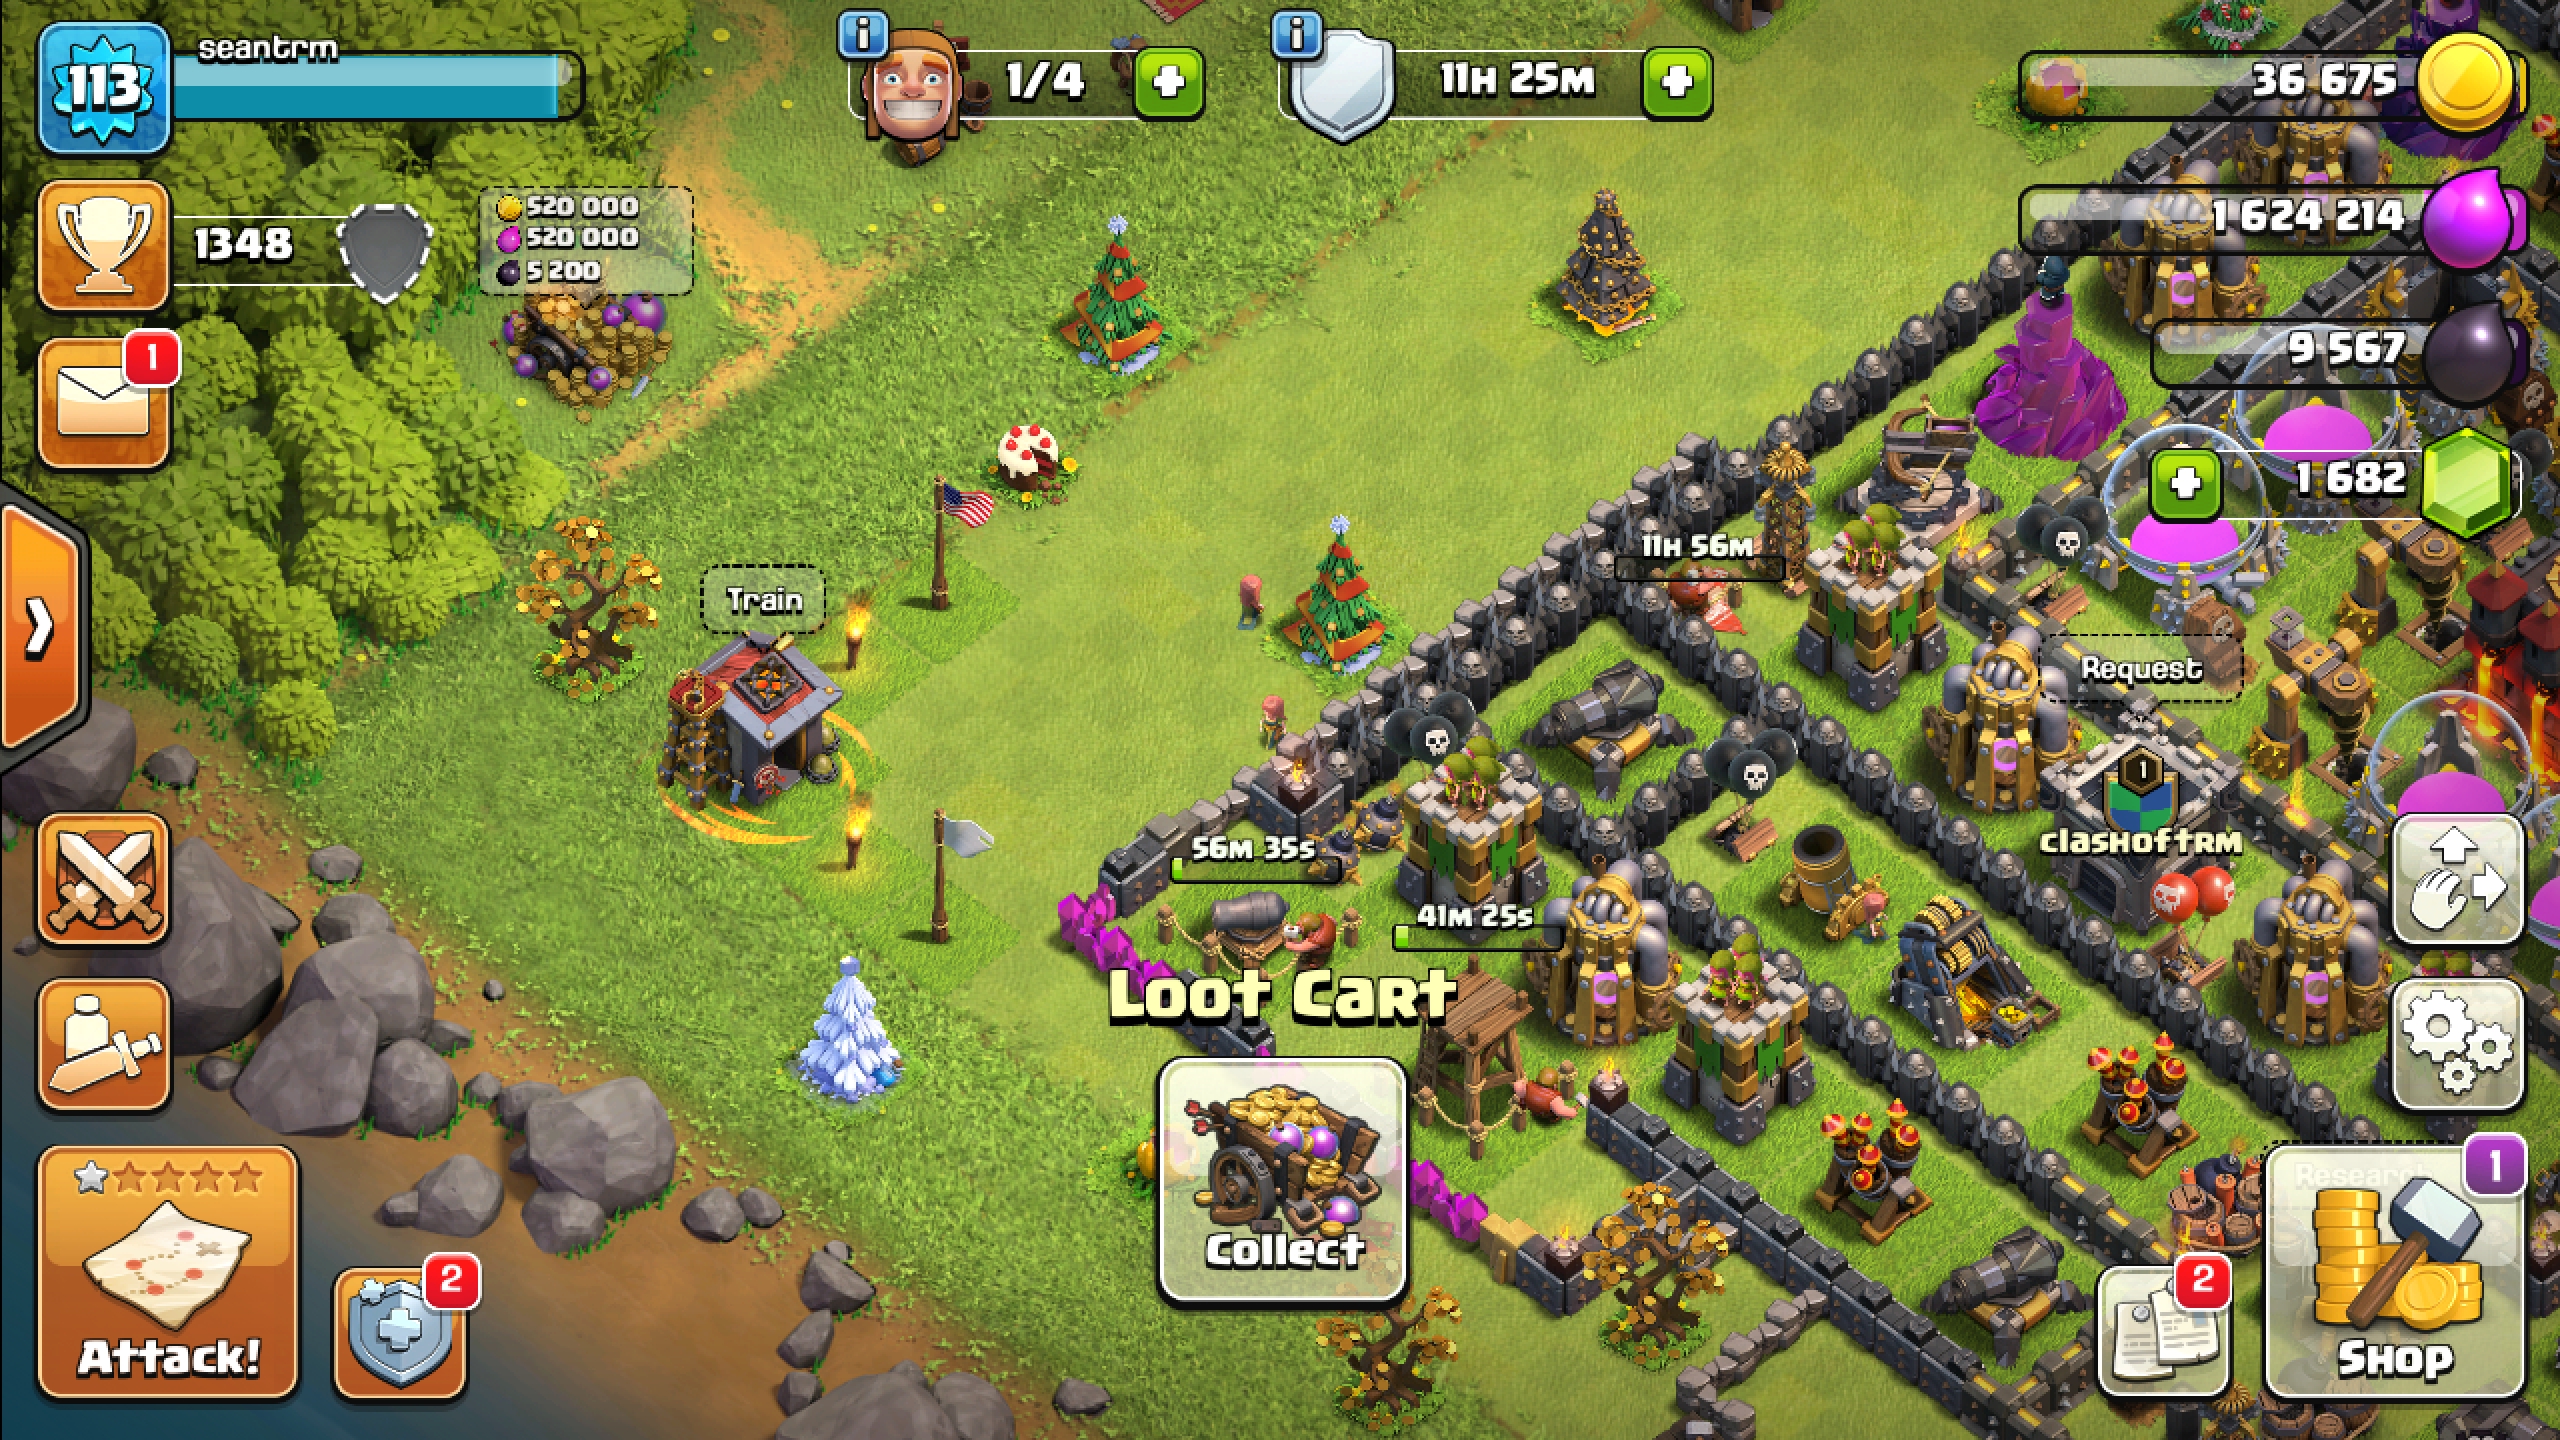 113
seantrm
1/4
11H 25M
36 675
1348
520 000
520 000
5 200
1 624 214
9 567
1
1 682
Train
11H 56M
Request
1
clashoftrm
56M 35s
41M 25s
Loot Cart
Collect
Attack!
2
2
Research
1
Shop